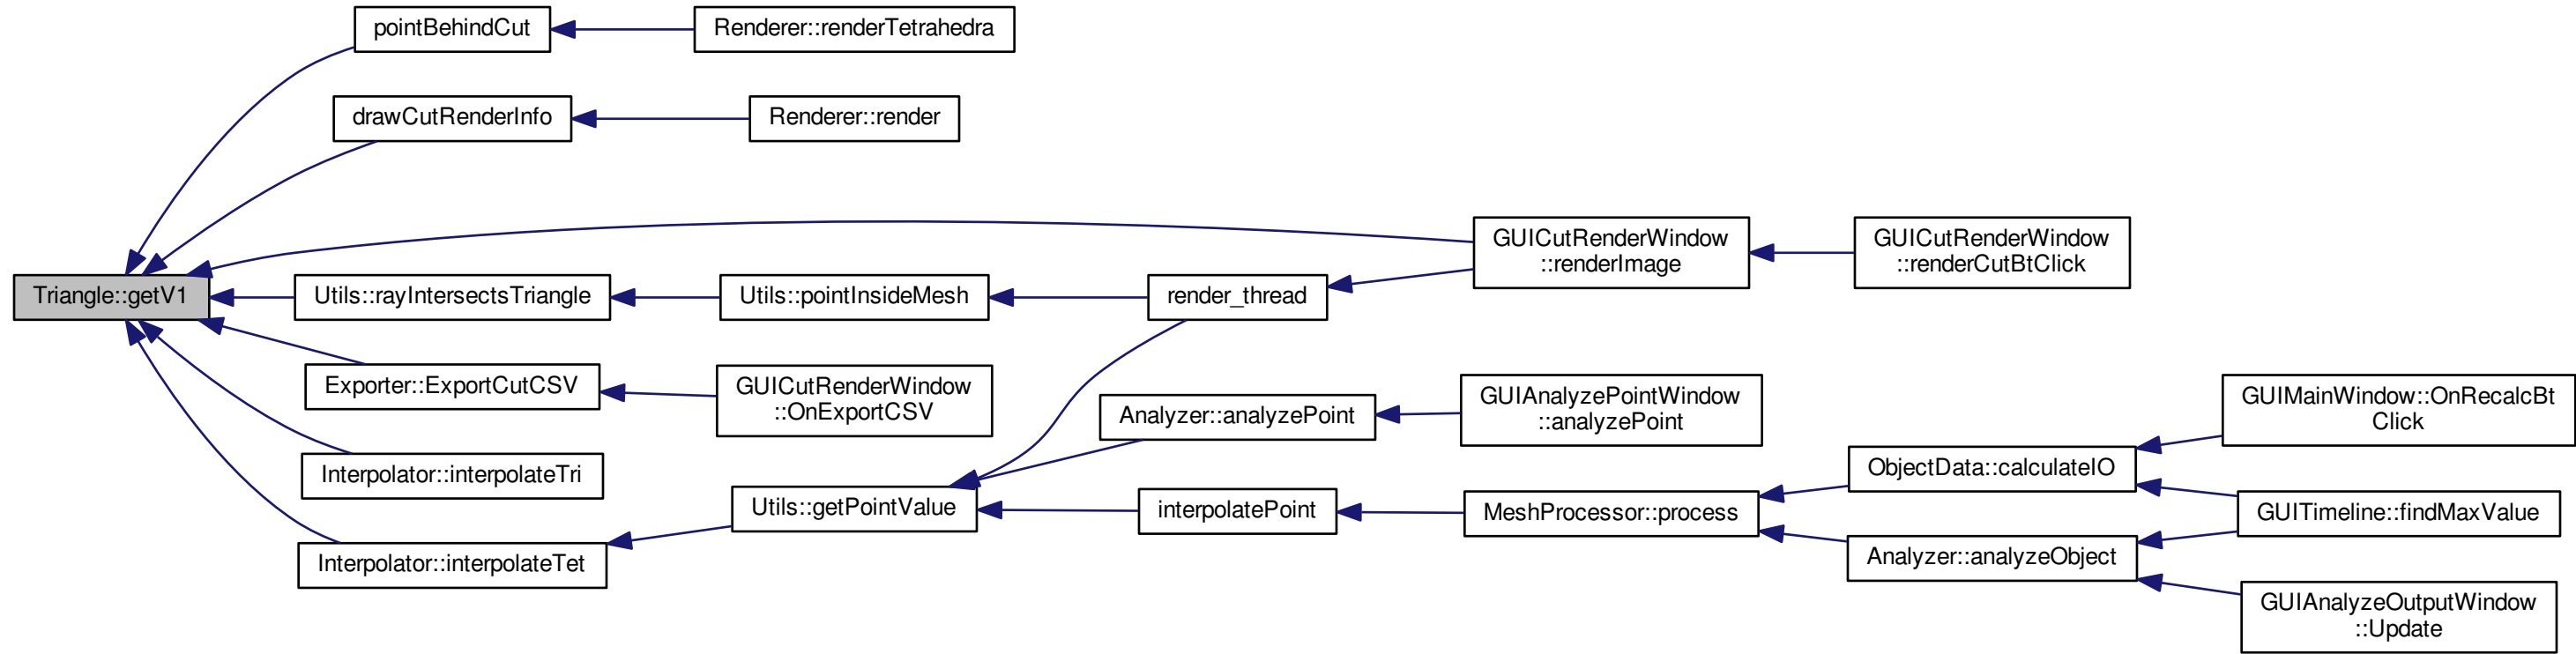 pointBehindCut
Renderer::renderTetrahedra
drawCutRenderInfo
Renderer::render
GUICutRenderWindow
::renderImage
GUICutRenderWindow
::renderCutBtClick
Triangle::getV1
Utils::rayIntersectsTriangle
Utils::pointInsideMesh
render_thread
Exporter::ExportCutCSV
GUICutRenderWindow
::OnExportCSV
Analyzer::analyzePoint
GUIAnalyzePointWindow
::analyzePoint
GUIMainWindow::OnRecalcBt
Click
Interpolator::interpolateTri
ObjectData::calculateIO
Utils::getPointValue
interpolatePoint
MeshProcessor::process
GUITimeline::findMaxValue
Interpolator::interpolateTet
Analyzer::analyzeObject
GUIAnalyzeOutputWindow
::Update